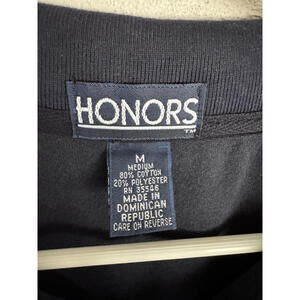 HONORS
TM
M
MEDIUM
80% COTTON
20% POLYESTER
RN 35546
MADE IN
DOMINICAN
REPUBLIC
CARE ON REVERSE